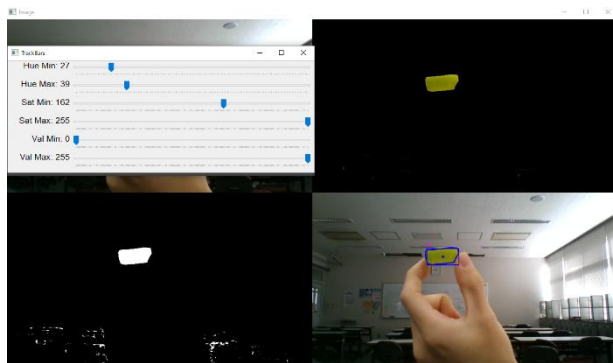 Image
TrackBars
Hue Min: 27
Hue Max: 39
Sat Min: 162
Sat Max: 255
Val Min: 0
Val Max: 255